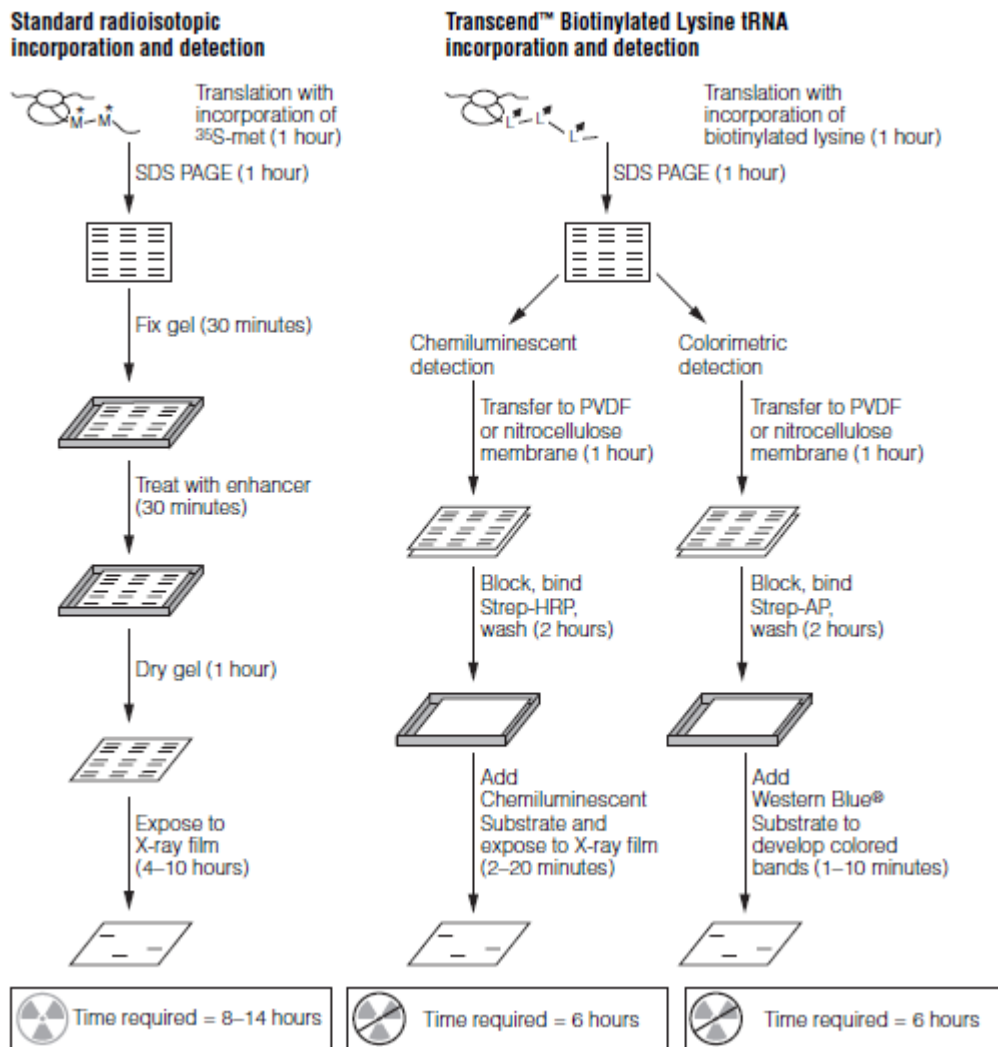 Standard radioisotopic
incorporation and detection
Translation with
incorporation of
³⁵S-met (1 hour)
M M
* *
SDS PAGE (1 hour)
Fix gel (30 minutes)
Treat with enhancer
(30 minutes)
Dry gel (1 hour)
Expose to
X-ray film
(4–10 hours)
Time required = 8–14 hours
Transcend™ Biotinylated Lysine tRNA
incorporation and detection
Translation with
incorporation of
biotinylated lysine (1 hour)
L L
L
SDS PAGE (1 hour)
Chemiluminescent
detection
Transfer to PVDF
or nitrocellulose
membrane (1 hour)
Block, bind
Strep-HRP,
wash (2 hours)
Add
Chemiluminescent
Substrate and
expose to X-ray film
(2–20 minutes)
Time required = 6 hours
Colorimetric
detection
Transfer to PVDF
or nitrocellulose
membrane (1 hour)
Block, bind
Strep-AP,
wash (2 hours)
Add
Western Blue®
Substrate to
develop colored
bands (1–10 minutes)
Time required = 6 hours